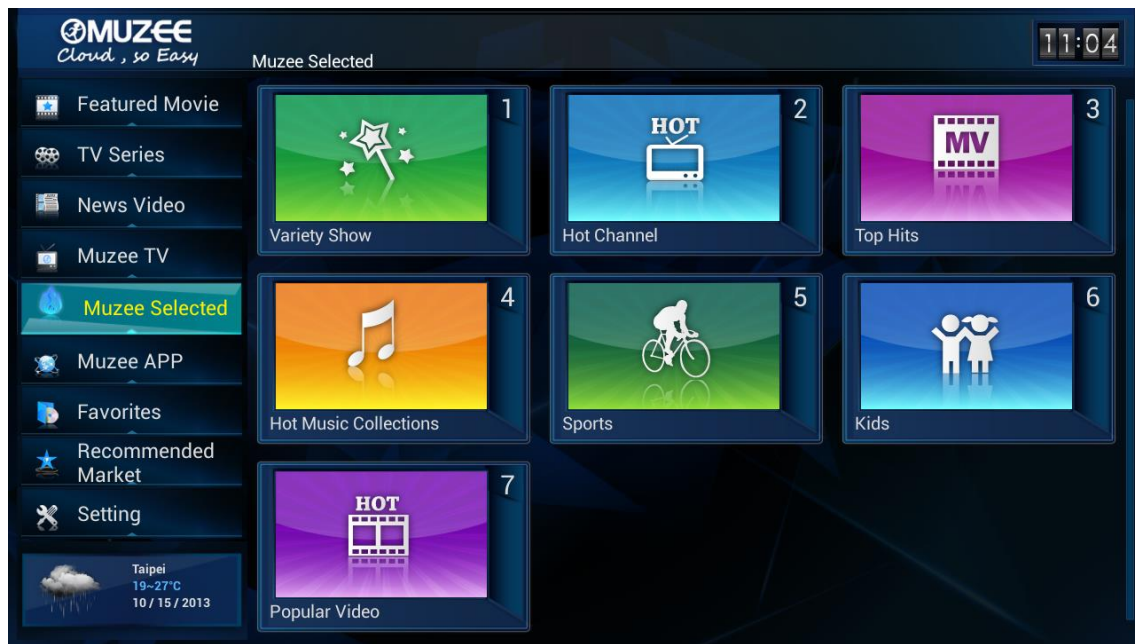 MUZEE
Cloud , so Easy
Muzee Selected
11:04
Featured Movie
TV Series
News Video
Muzee TV
Muzee Selected
Muzee APP
Favorites
Recommended
Market
Setting
Taipei
19~27°C
10 / 15 / 2013
1
Variety Show
HOT
2
Hot Channel
MV
3
Top Hits
4
Hot Music Collections
5
Sports
6
Kids
HOT
7
Popular Video